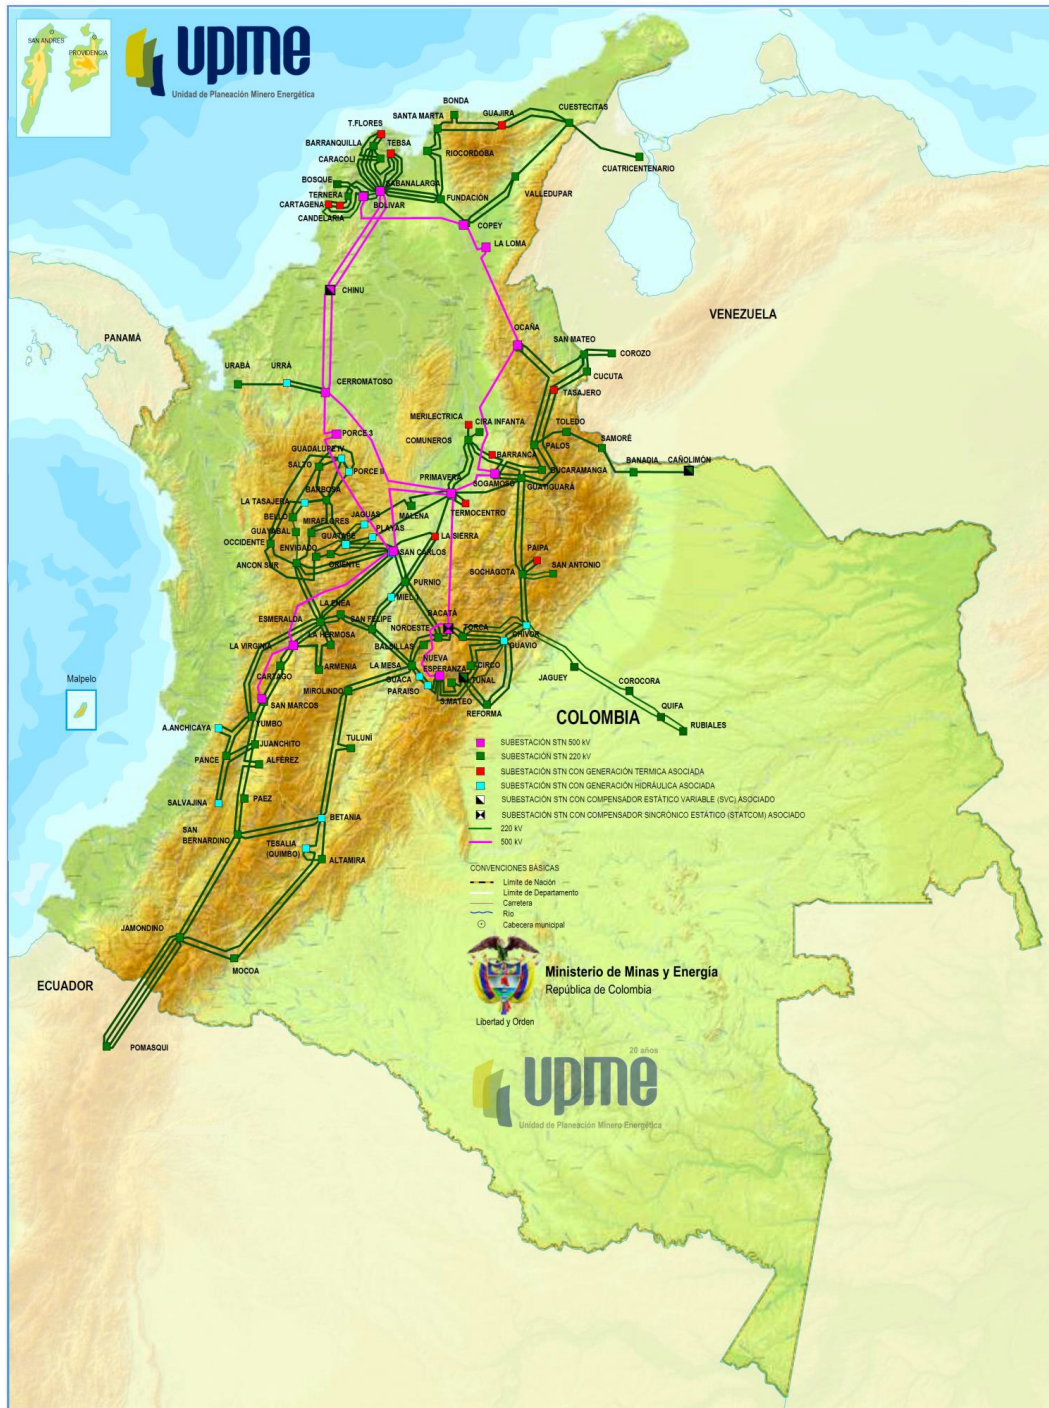 SAN ANDRES
PROVIDENCIA
upme
Unidad de Planeación Minero Energética
BONDA
SANTA MARTA
GUAJIRA
CUESTECITAS
T.FLORES
BARRANQUILLA
TEBSA
CARACOLI
RIOCORDOBA
CUATRICENTENARIO
BOSQUE
SABANALARGA
VALLEDUPAR
TERNERA
FUNDACIÓN
CARTAGENA
BOLIVAR
CANDELARIA
COPEY
LA LOMA
CHINU
VENEZUELA
PANAMÁ
OCAÑA
SAN MATEO
COROZO
URABÁ
URRÁ
CUCUTA
CERROMATOSO
TASAJERO
MERILECTRICA
CIRA INFANTA
TOLEDO
PORCE 3
COMUNEROS
PALOS
SAMORÉ
GUADALUPE IV
BARRANCA
SALTO
PORCE II
BUCARAMANGA
BANADIA
CAÑOLIMÓN
PRIMAVERA
SOGAMOSO
GUATIGUARÁ
BARBOSA
LA TASAJERA
MALENA
TERMOCENTRO
BELLO
MIRAFLORES
JAGUAS
GUAYABAL
GUATAPÉ
PLAYAS
LA SIERRA
OCCIDENTE
ENVIGADO
SAN CARLOS
PAIPA
ANCON SUR
ORIENTE
SOCHAGOTA
SAN ANTONIO
PURNIO
MIEL I
LA ENEA
BACATÁ
ESMERALDA
SAN FELIPE
NOROESTE
TORCA
CHIVOR
LA HERMOSA
BALSILLAS
GUAVIO
LA VIRGINIA
NUEVA
ESPERANZA
LA MESA
CIRCO
CARTAGO
ARMENIA
GUACA
TUNAL
JAGUEY
Malpelo
MIROLINDO
PARAISO
S.MATEO
COROCORA
SAN MARCOS
REFORMA
QUIFA
COLOMBIA
YUMBO
A.ANCHICAYA
RUBIALES
JUANCHITO
TULUNÍ
PANCE
ALFÉREZ
SALVAJINA
PAEZ
BETANIA
SAN
BERNARDINO
TESALIA
(QUIMBO)
ALTAMIRA
SUBESTACIÓN STN 500 kV
SUBESTACIÓN STN 220 kV
SUBESTACIÓN STN CON GENERACIÓN TERMICA ASOCIADA
SUBESTACIÓN STN CON GENERACIÓN HIDRÁULICA ASOCIADA
SUBESTACIÓN STN CON COMPENSADOR ESTÁTICO VARIABLE (SVC) ASOCIADO
SUBESTACIÓN STN CON COMPENSADOR SINCRÓNICO ESTÁTICO (STATCOM) ASOCIADO
220 kV
500 kV
CONVENCIONES BÁSICAS
Límite de Nación
Límite de Departamento
Carretera
Río
Cabecera municipal
JAMONDINO
MOCOA
ECUADOR
Ministerio de Minas y Energía
República de Colombia
Libertad y Orden
POMASQUI
20 años
upme
Unidad de Planeación Minero Energética